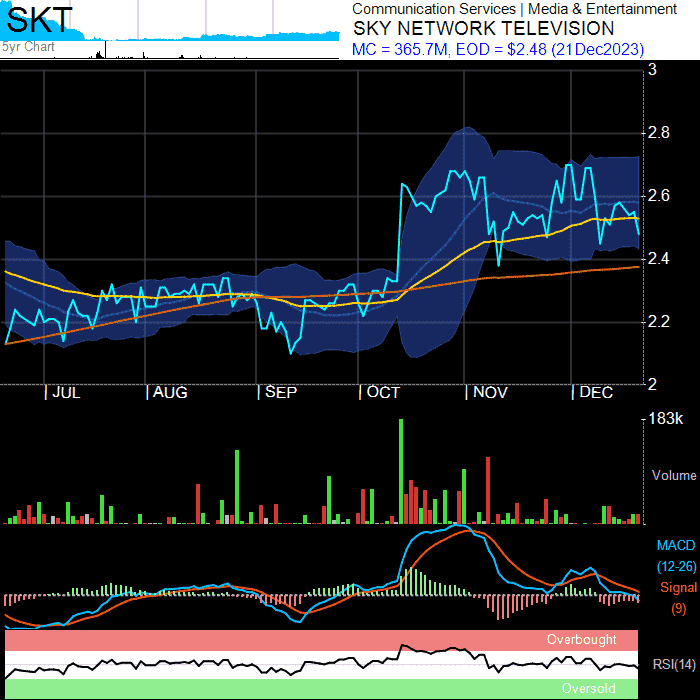 SKT
5yr Chart
Communication Services | Media & Entertainment
SKY NETWORK TELEVISION
MC = 365.7M, EOD = $2.48 (21Dec2023)
3
2.8
2.6
2.4
2.2
2
| JUL | AUG | SEP | OCT | NOV | DEC
183k
Volume
MACD
(12-26)
Signal
(9)
Overbought
RSI(14)
Oversold